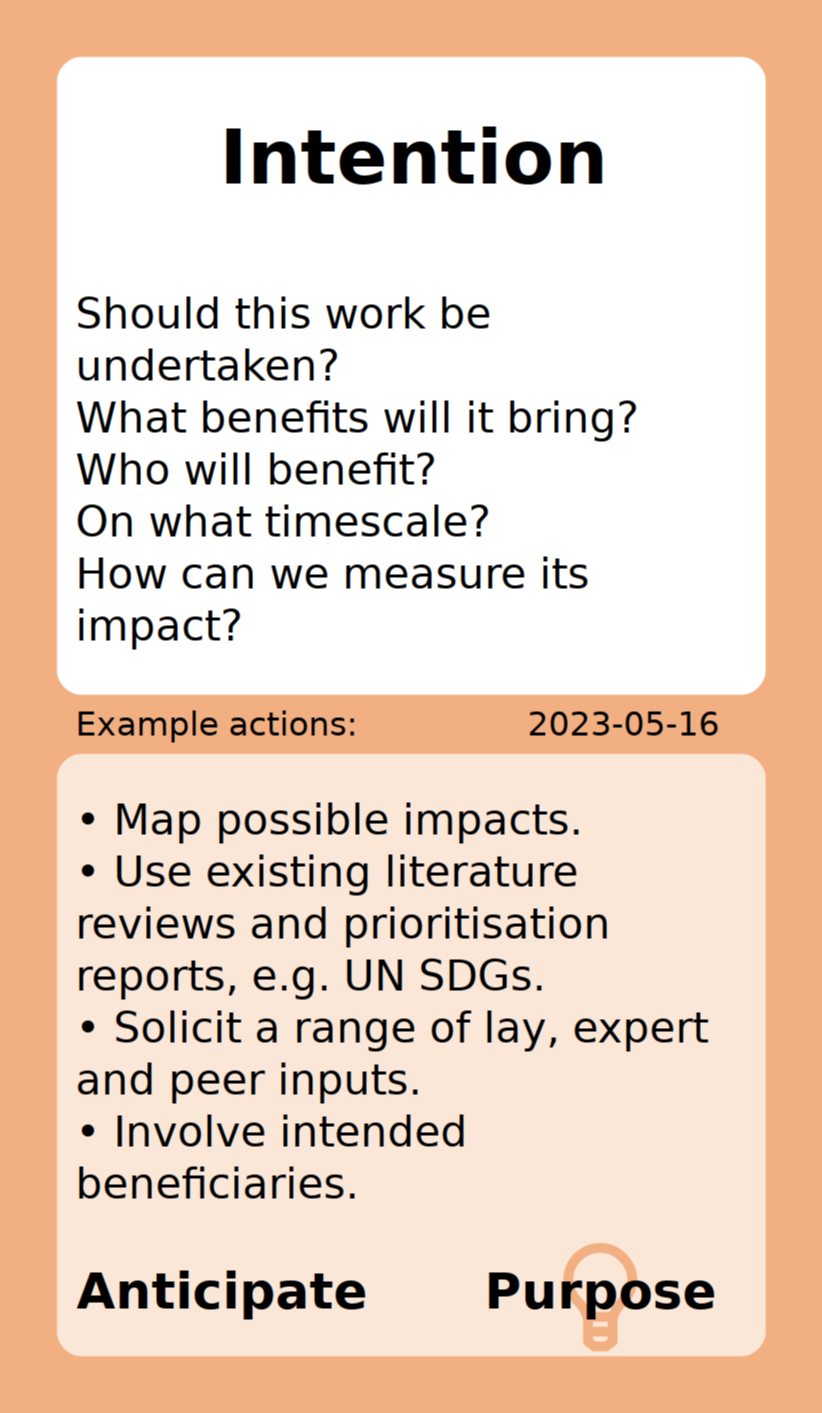 Intention
Should this work be
undertaken?
What benefits will it bring?
Who will benefit?
On what timescale?
How can we measure its
impact?
Example actions: 2023-05-16
• Map possible impacts.
• Use existing literature
reviews and prioritisation
reports, e.g. UN SDGs.
• Solicit a range of lay, expert
and peer inputs.
• Involve intended
beneficiaries.
Anticipate Purpose